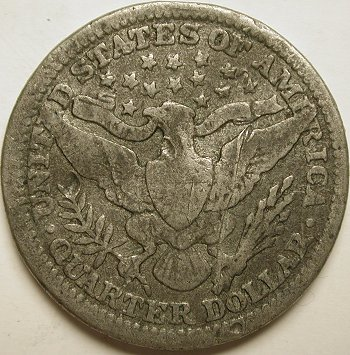 UNITED STATES OF AMERICA
· QUARTER DOLLAR ·